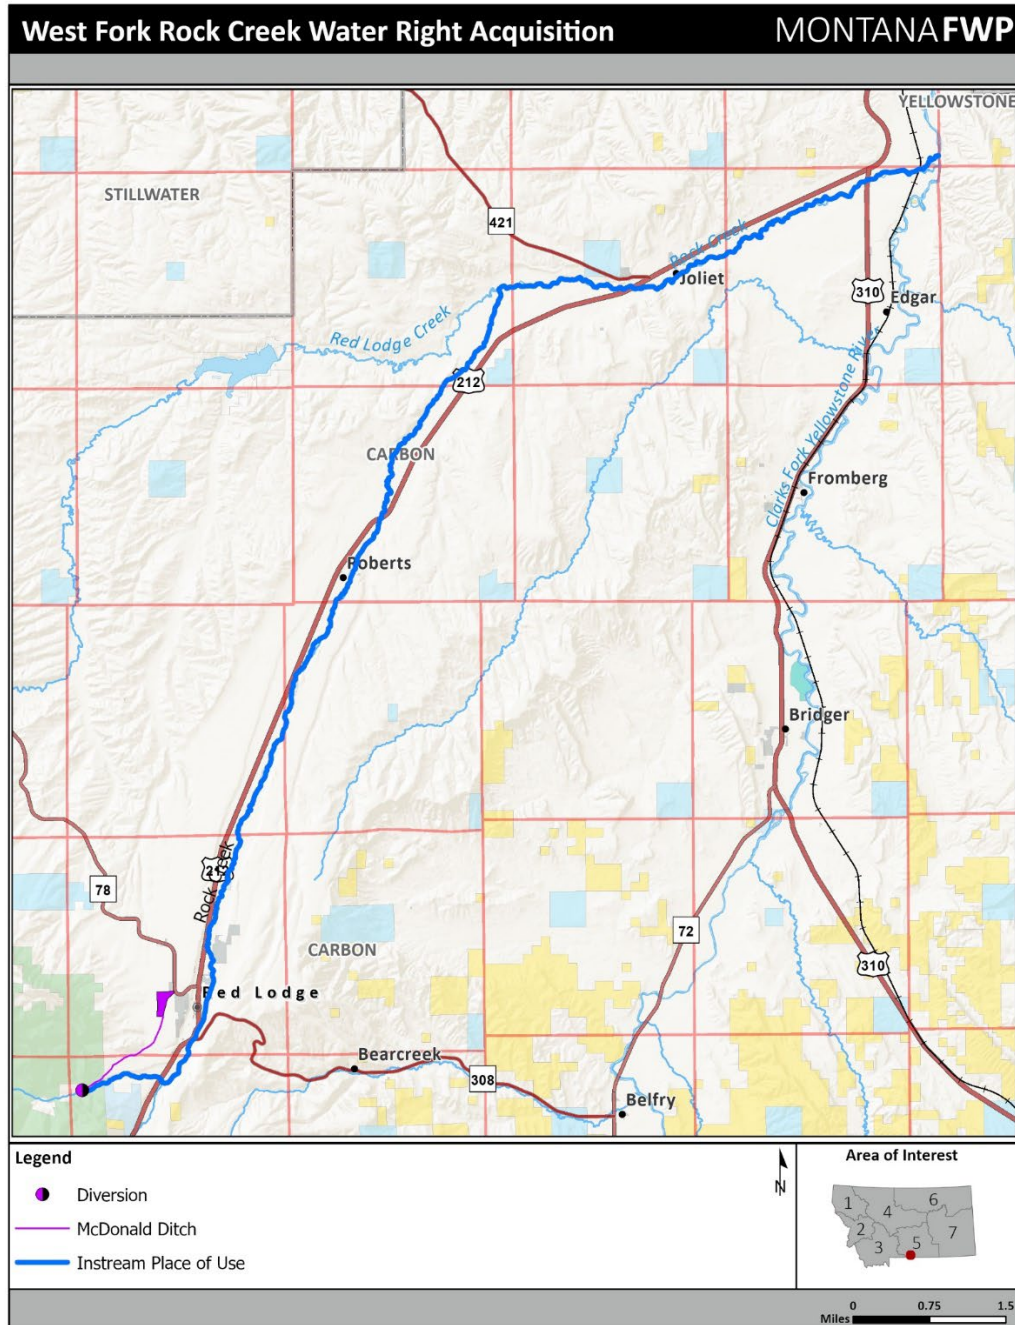 West Fork Rock Creek Water Right Acquisition
MONTANA FWP
YELLOWSTONE
STILLWATER
421
Rock Creek
Joliet
310
Edgar
Red Lodge Creek
212
CARBON
Clarks Fork Yellowstone River
Fromberg
Roberts
Bridger
212
Rock Creek
78
CARBON
72
310
Red Lodge
Bearcreek
308
Belfry
Legend
Diversion
McDonald Ditch
Instream Place of Use
N
Area of Interest
1
2
3
4
5
6
7
0 0.75 1.5
Miles